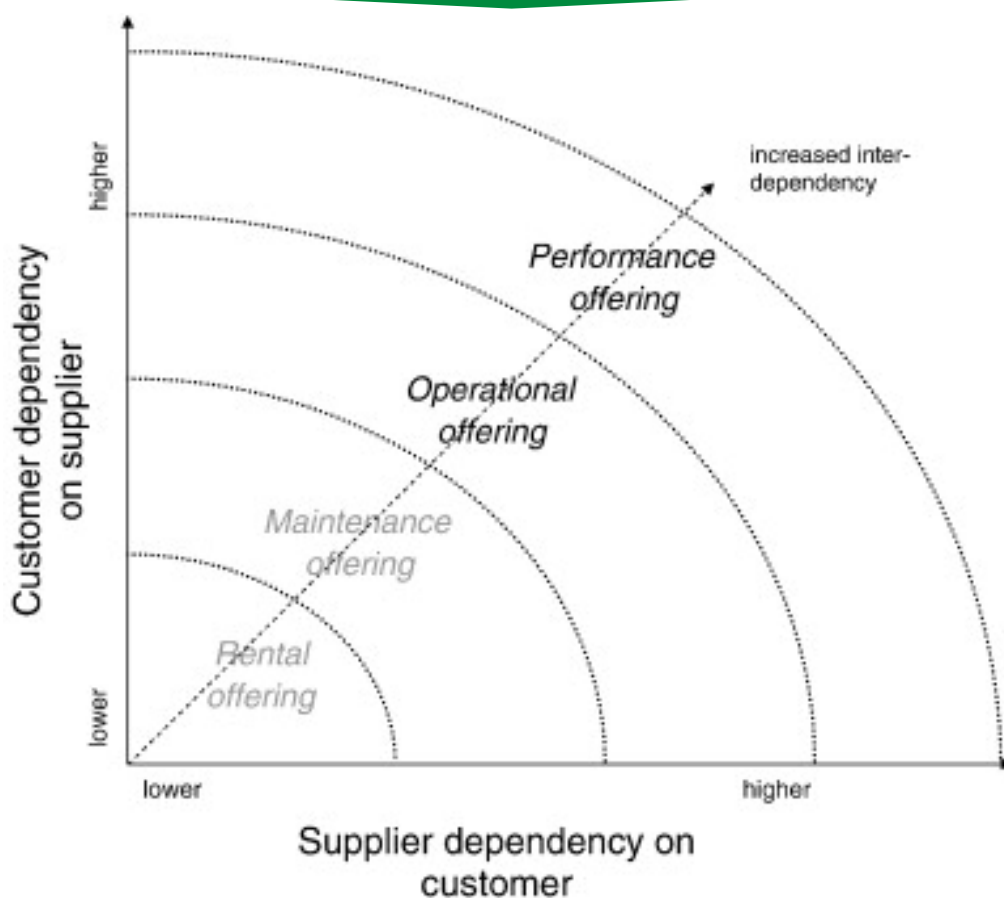 higher
Customer dependency
on supplier
lower
increased inter-
dependency
Performance
offering
Operational
offering
Maintenance
offering
Rental
offering
lower
higher
Supplier dependency on
customer